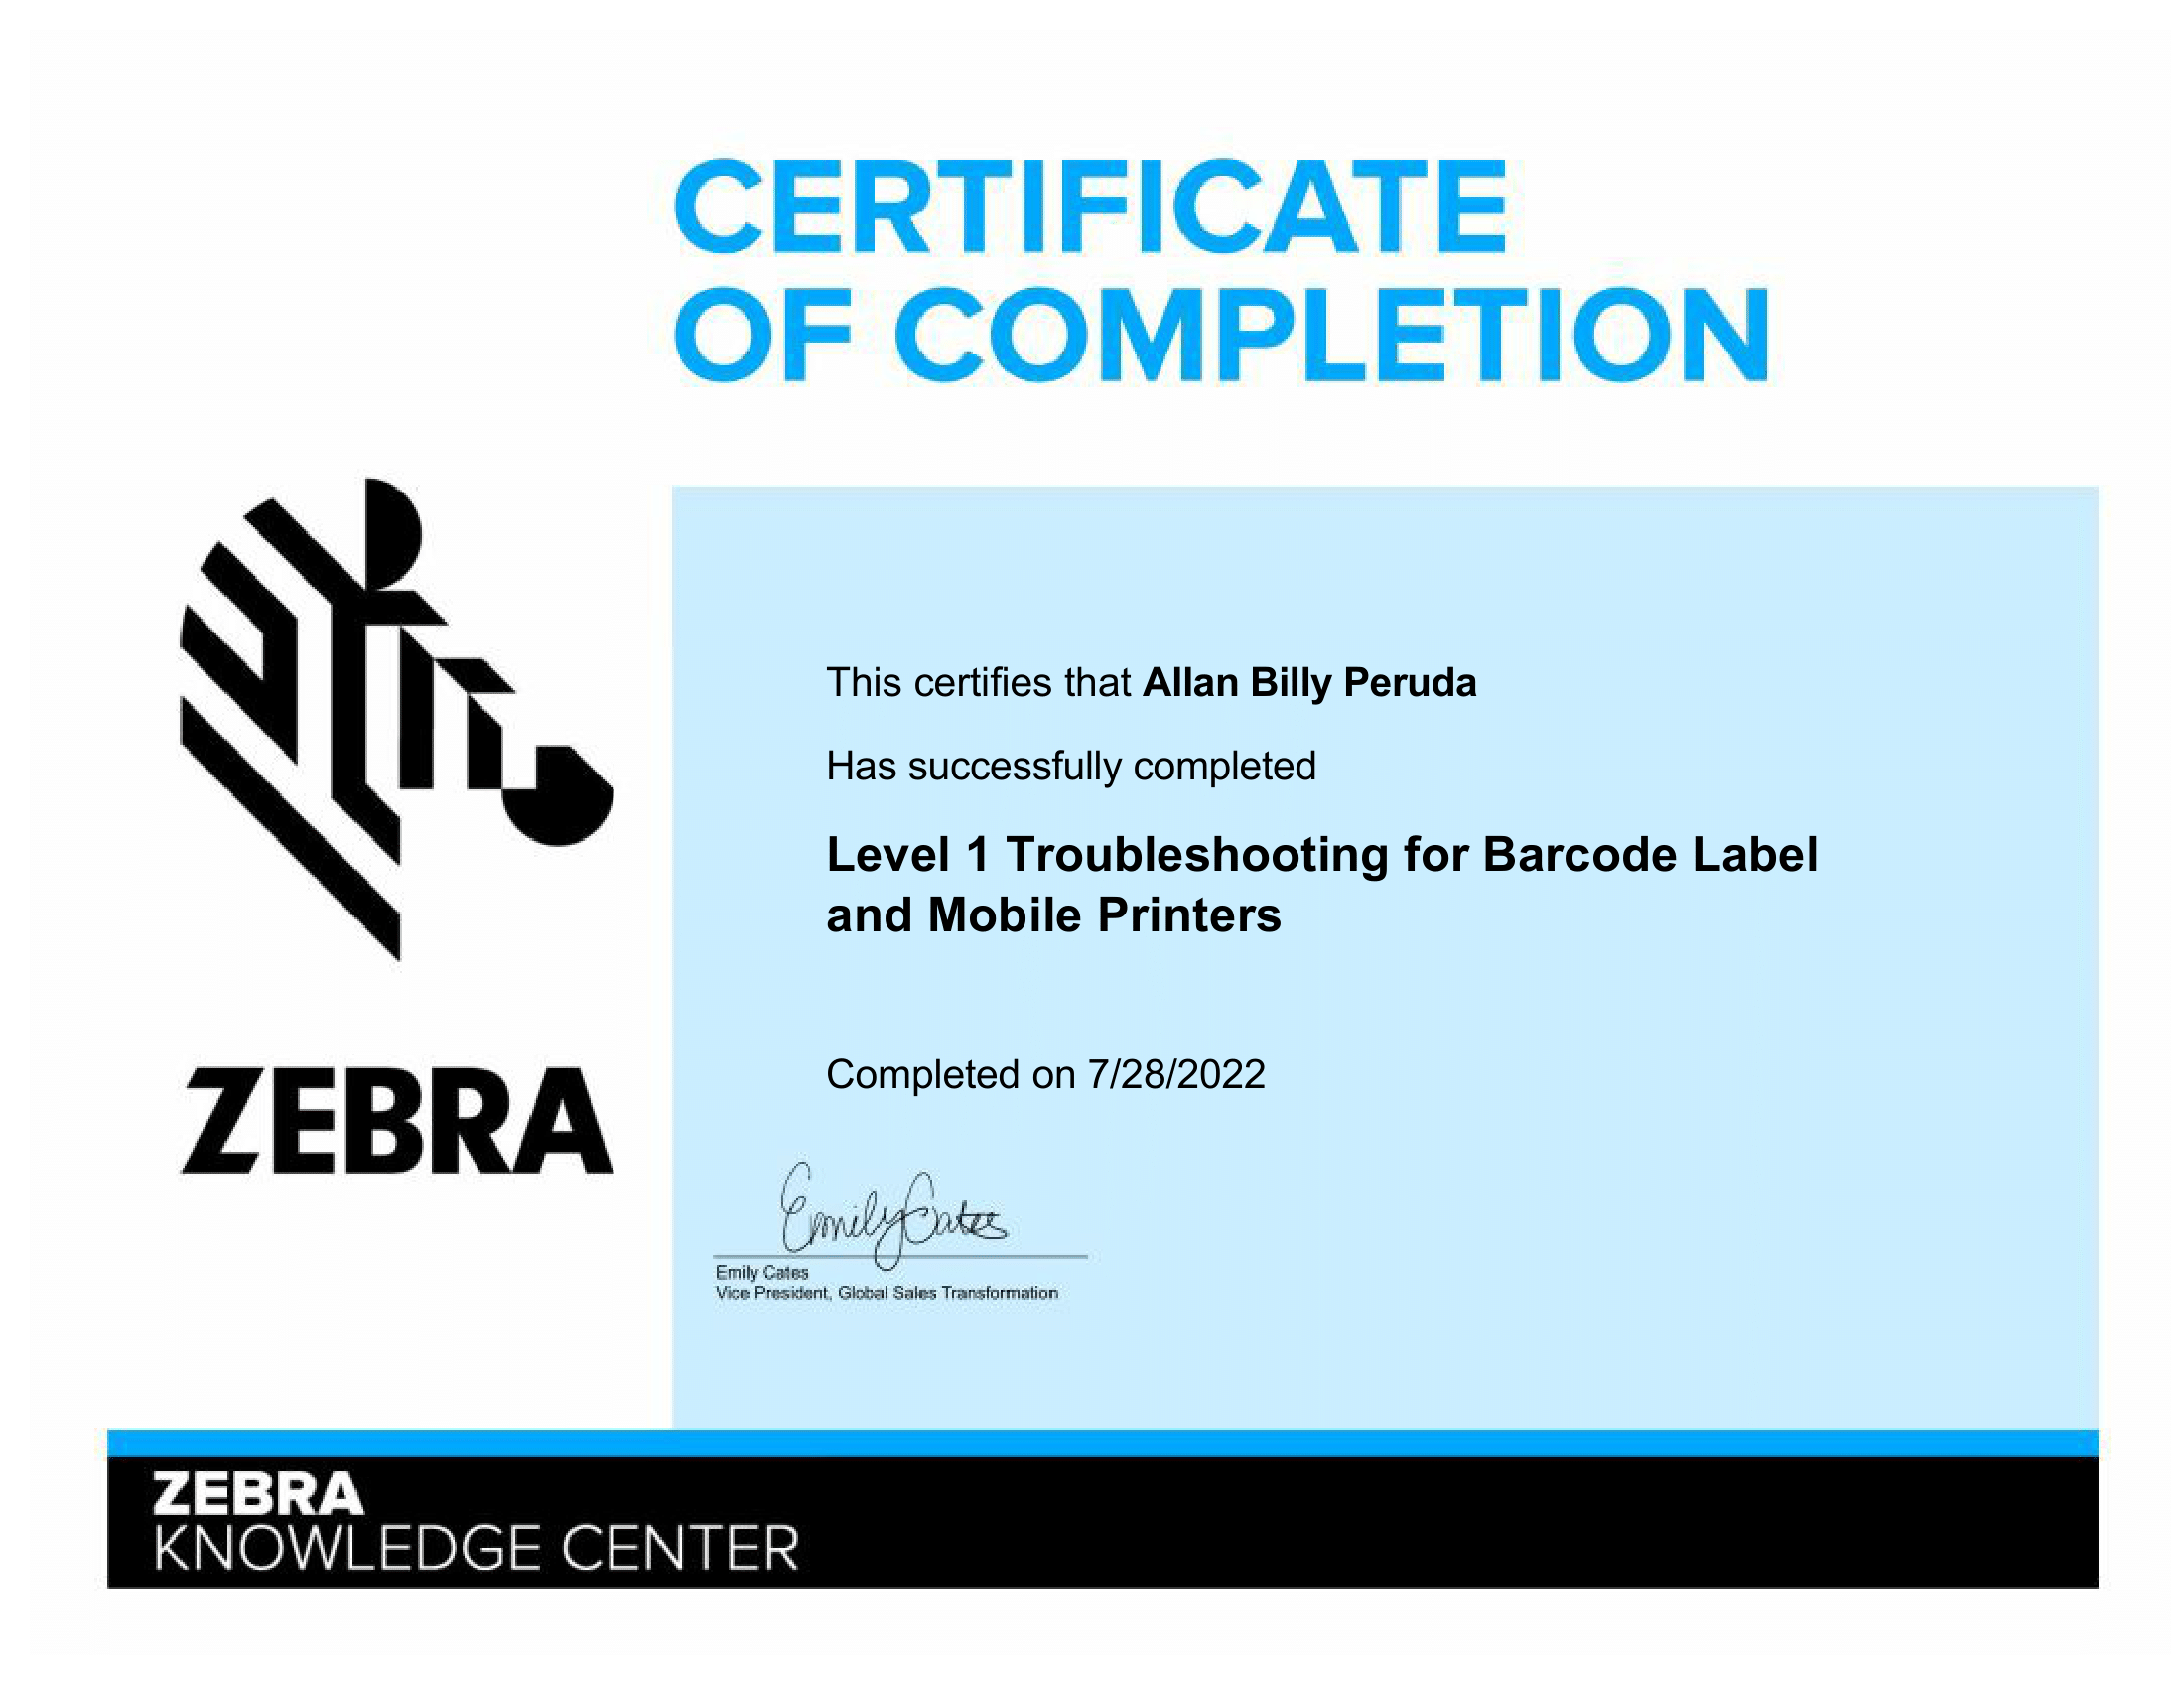 CERTIFICATE
OF COMPLETION
This certifies that Allan Billy Peruda
Has successfully completed
Level 1 Troubleshooting for Barcode Label
and Mobile Printers
Completed on 7/28/2022
ZEBRA
Emily Cates
Emily Cates
Vice President, Global Sales Transformation
ZEBRA
KNOWLEDGE CENTER